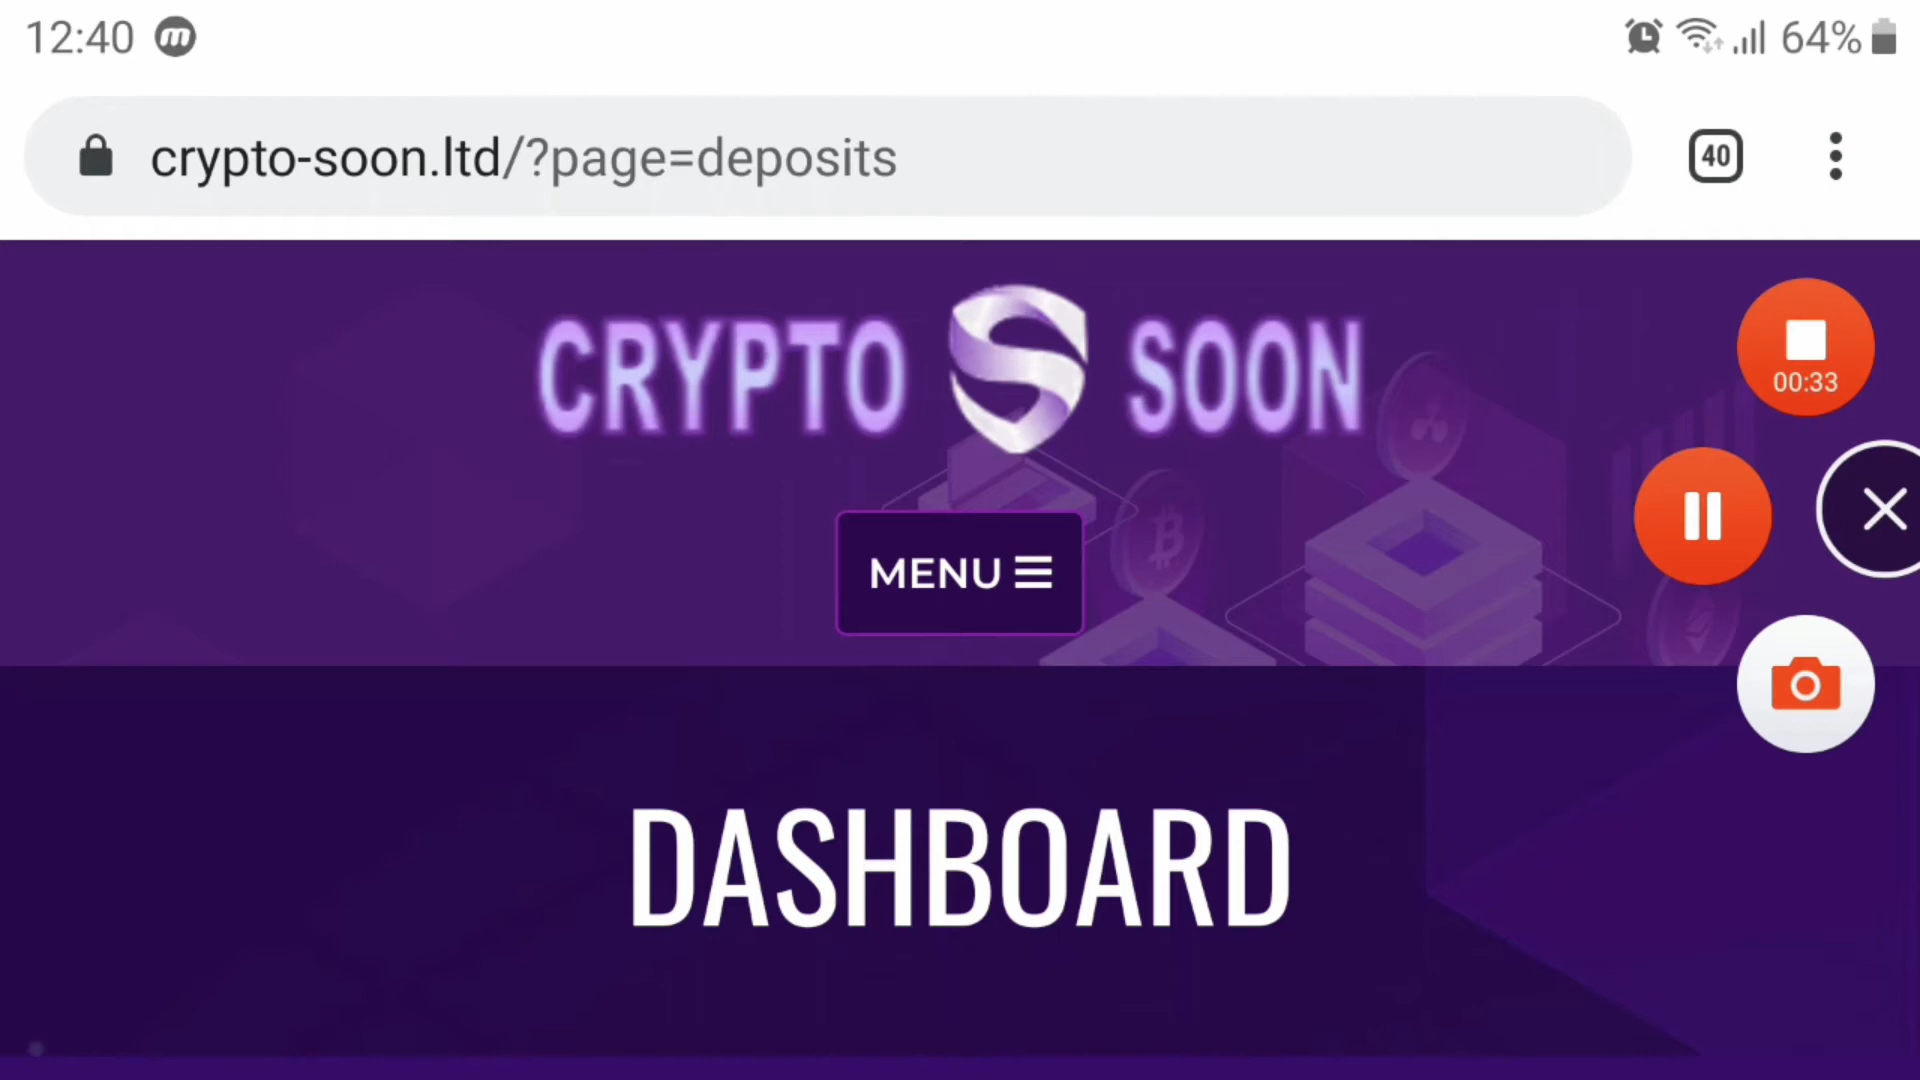 12:40 m 64%
crypto-soon.ltd/?page=deposits 40
CRYPTO S SOON
00:33
MENU
DASHBOARD